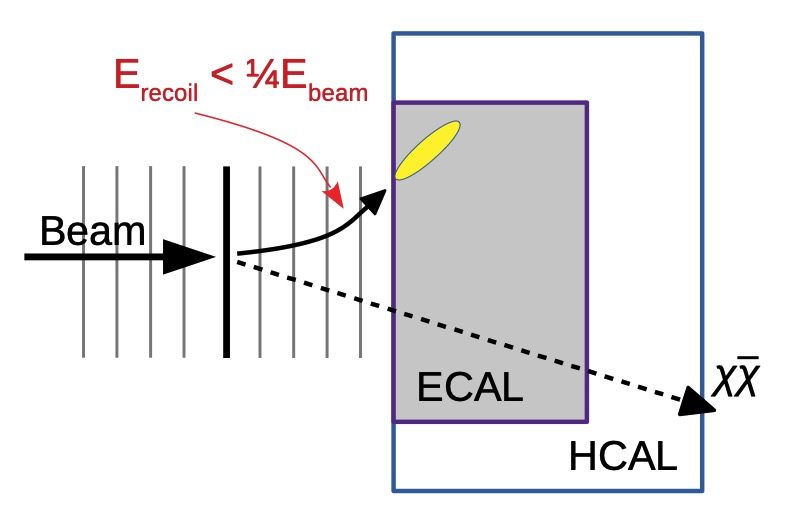 E_recoil < ¼E_beam
Beam
ECAL
χχ̅
HCAL